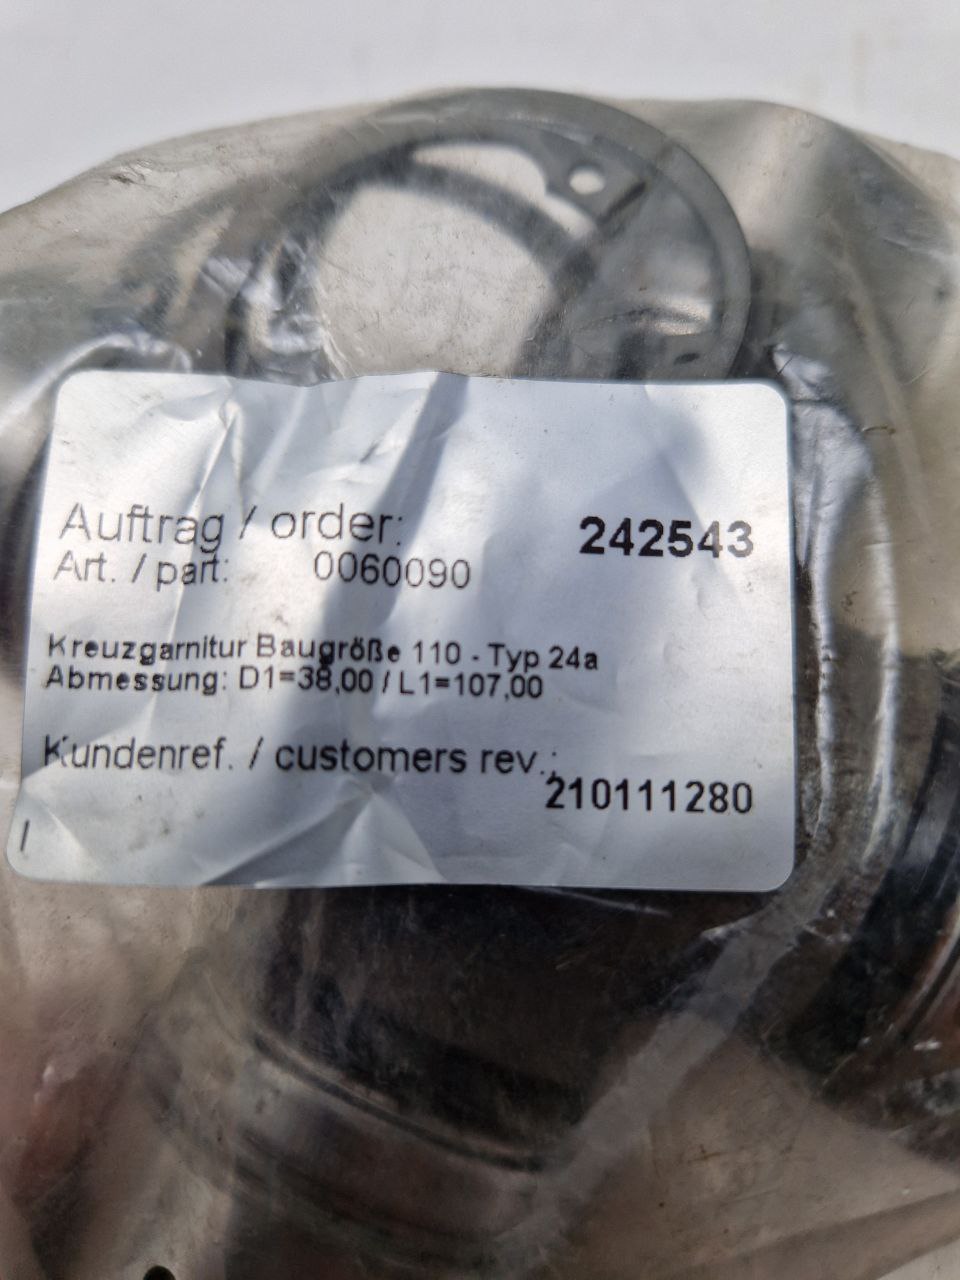 Auftrag / order: 242543
Art. / part: 0060090
Kreuzgarnitur Baugröße 110 - Typ 24a
Abmessung: D1=38,00 / L1=107,00
Kundenref. / customers rev.:
210111280
|